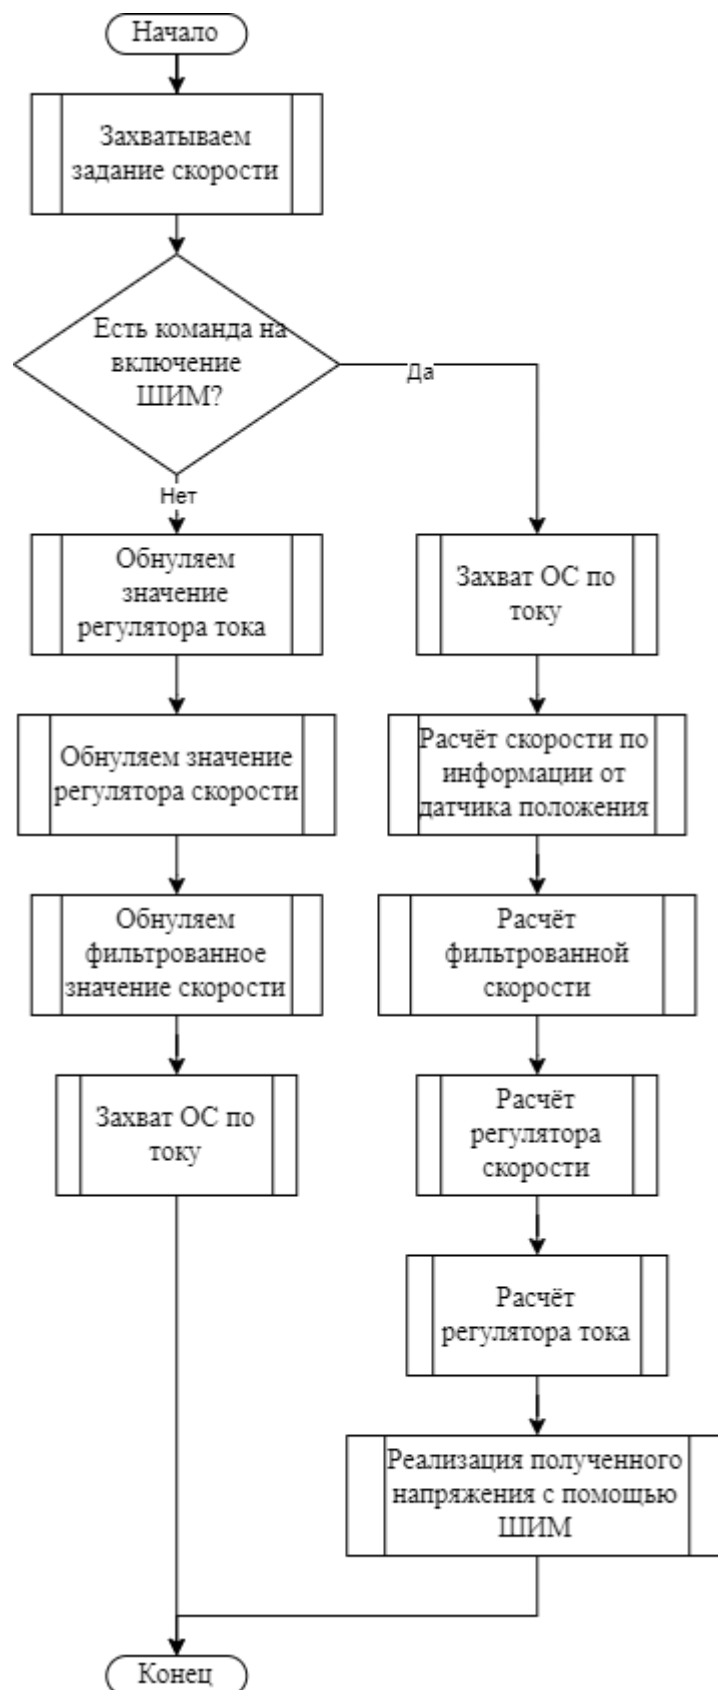 Начало
Захватываем
задание скорости
Есть команда на
включение
ШИМ?
Да
Нет
Обнуляем
значение
регулятора тока
Захват ОС по
току
Обнуляем значение
регулятора скорости
Расчёт скорости по
информации от
датчика положения
Обнуляем
фильтрованное
значение скорости
Расчёт
фильтрованной
скорости
Захват ОС по
току
Расчёт
регулятора
скорости
Расчёт
регулятора тока
Реализация полученного
напряжения с помощью
ШИМ
Конец